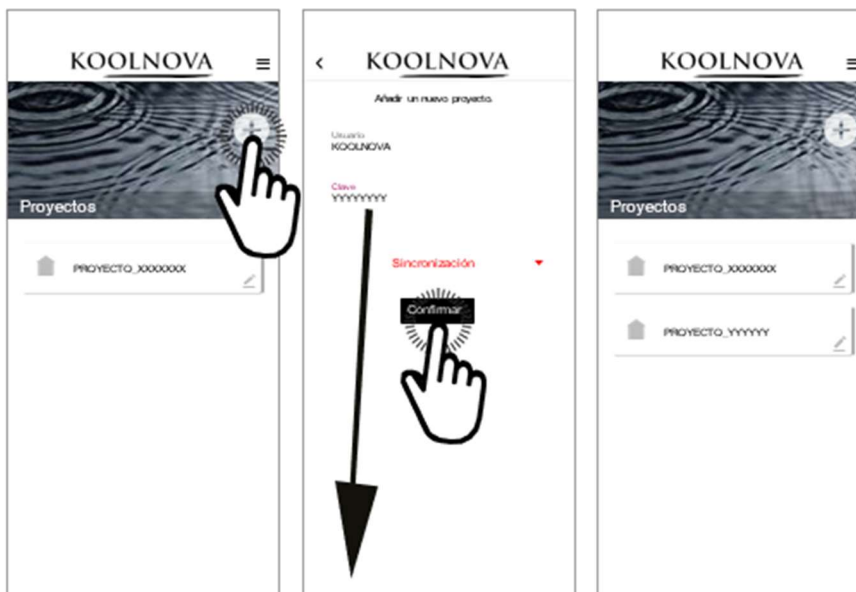 KOOLNOVA
Proyectos
PROYECTO_XXXXXXX
KOOLNOVA
Añadir un nuevo proyecto.
Usuario
KOOLNOVA
Clave
YYYYYYYY
Sincronización
Confirmar
KOOLNOVA
Proyectos
PROYECTO_XXXXXXX
PROYECTO_YYYYYY